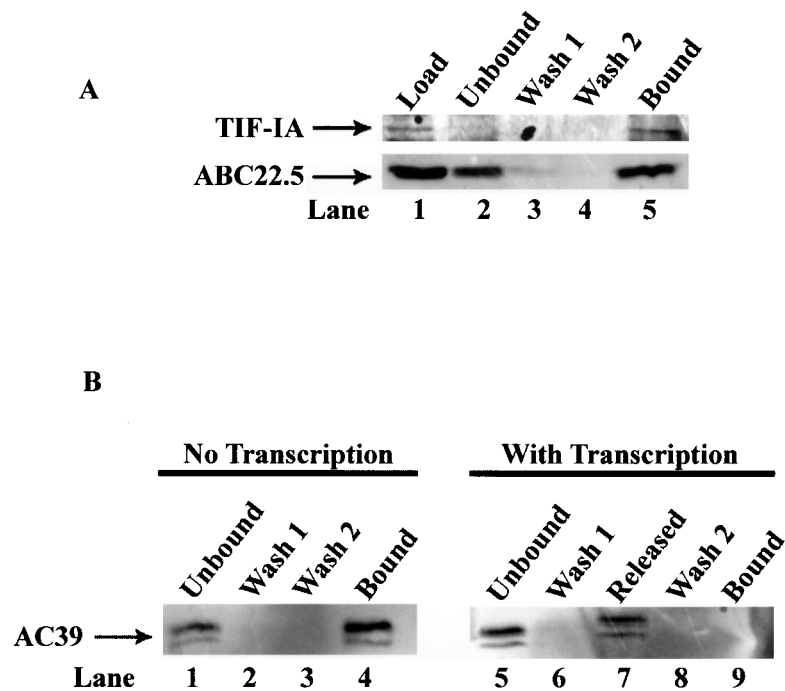 A
Load Unbound Wash 1 Wash 2 Bound
TIF-IA
ABC22.5
Lane 1 2 3 4 5
B
No Transcription With Transcription
Unbound Wash 1 Wash 2 Bound Unbound Wash 1 Released Wash 2 Bound
AC39
Lane 1 2 3 4 5 6 7 8 9